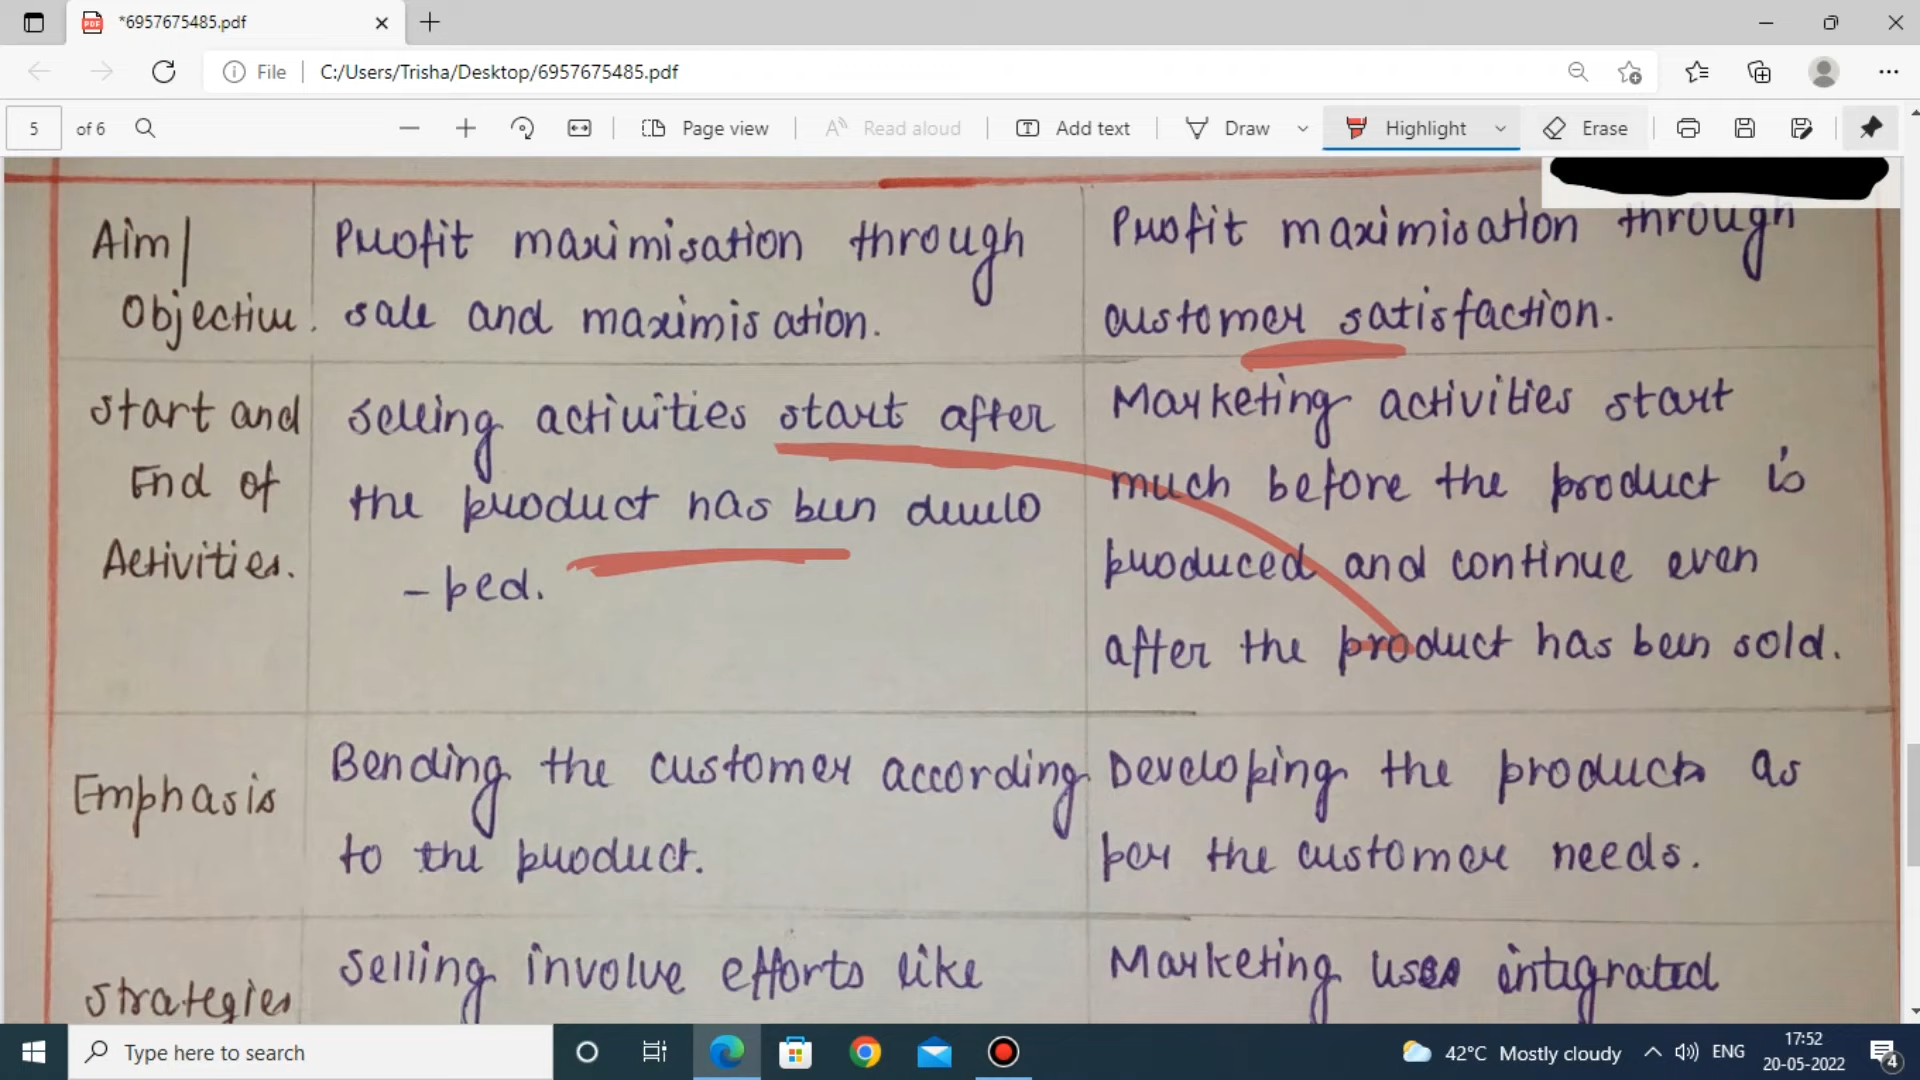 *6957675485.pdf
File
C:/Users/Trisha/Desktop/6957675485.pdf
5 of 6
Page view
Read aloud
Add text
Draw
Highlight
Erase
Aim/
Objective.
Profit maximisation through
sale and maximisation.
Profit maximisation through
customer satisfaction.
Start and
End of
Activities.
Selling activities start after
the product has been develo
-ped.
Marketing activities start
much before the product is
produced and continue even
after the product has been sold.
Emphasis
Bending the customer according
to the product.
Developing the products as
per the customer needs.
Strategies
Selling involve efforts like
Marketing uses integrated
Type here to search
42°C Mostly cloudy
ENG
17:52
20-05-2022
4